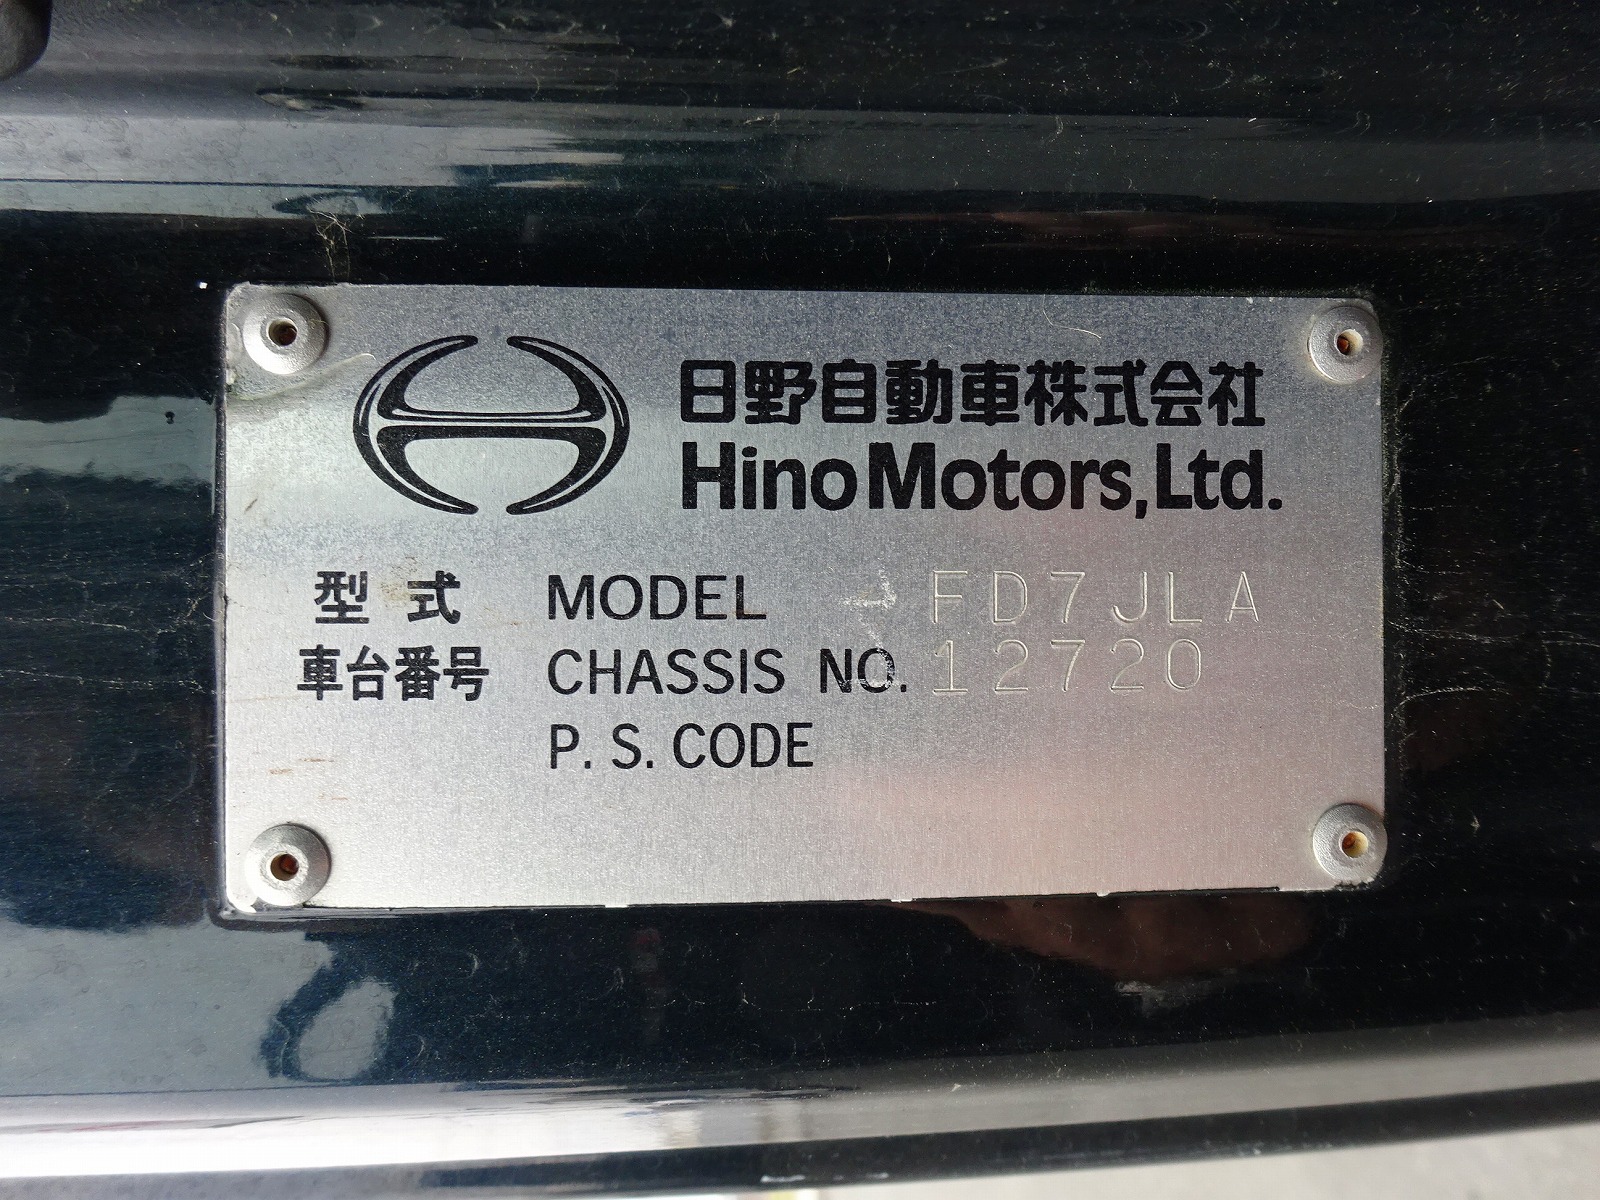 日野自動車株式会社
Hino Motors, Ltd.
型式 MODEL FD7JLA
車台番号 CHASSIS NO. 12720
P. S. CODE